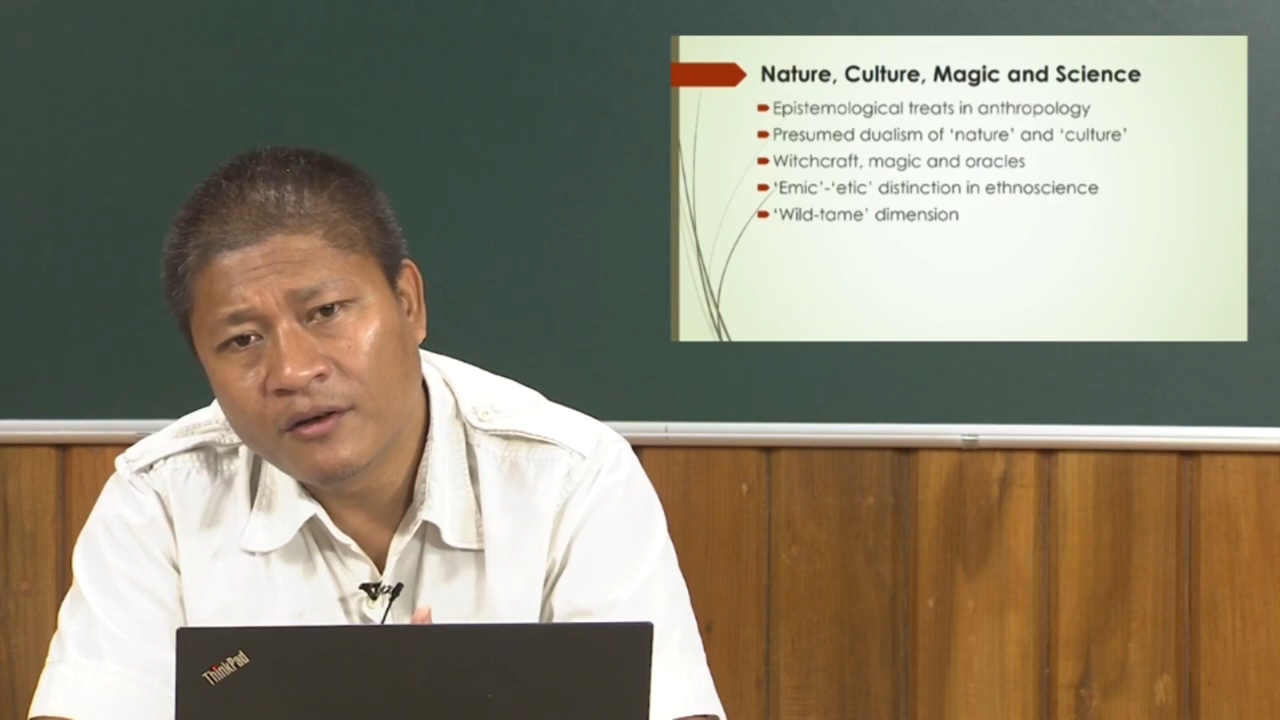 Nature, Culture, Magic and Science
Epistemological treats in anthropology
Presumed dualism of ‘nature’ and ‘culture’
Witchcraft, magic and oracles
‘Emic’-‘etic’ distinction in ethnoscience
‘Wild-tame’ dimension
ThinkPad